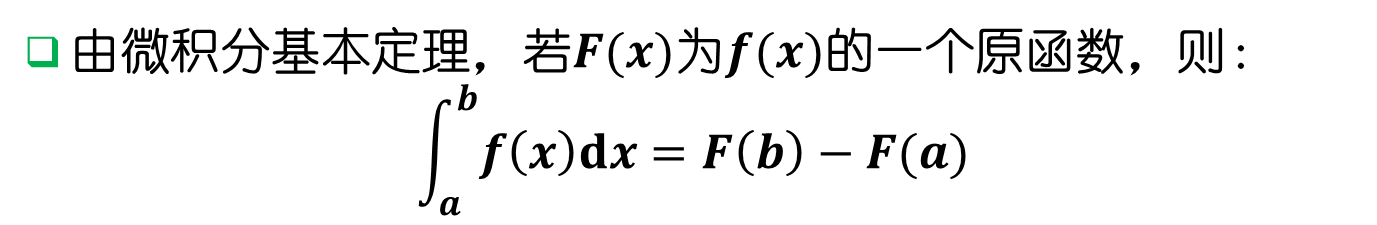 由微积分基本定理，若F(x)为f(x)的一个原函数，则：
∫_a^b f(x)dx = F(b) − F(a)